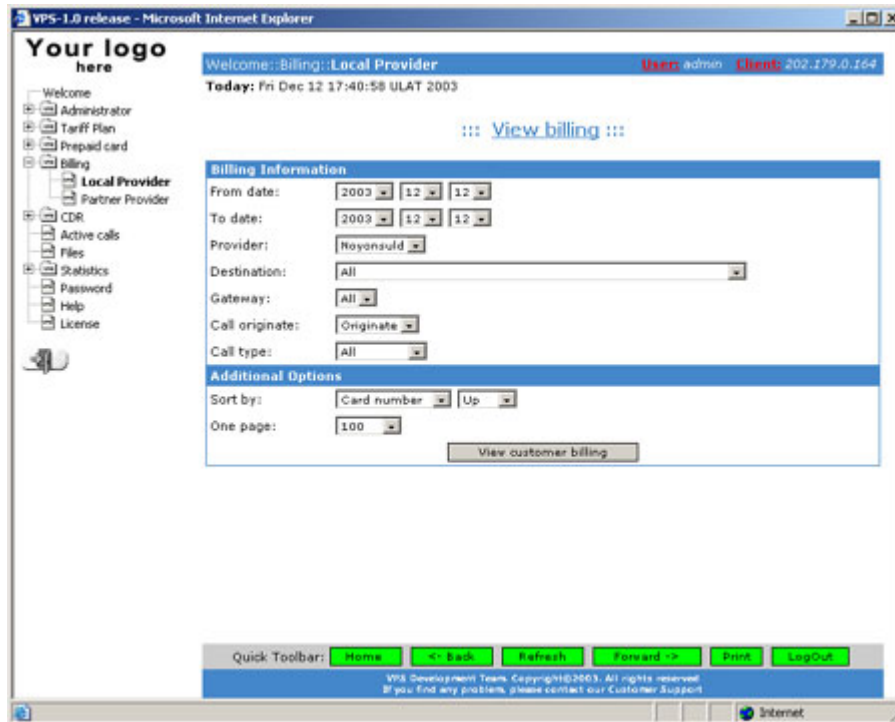 VPS-1.0 release - Microsoft Internet Explorer
Your logo
here
Welcome
Administrator
Tariff Plan
Prepaid card
Billing
Local Provider
Partner Provider
CDR
Active calls
Files
Statistics
Password
Help
License
Welcome::Billing::Local Provider User: admin Client: 202.179.0.164
Today: Fri Dec 12 17:40:58 ULAT 2003
::: View billing :::
Billing Information
From date: 2003 12 12
To date: 2003 12 12
Provider: Noyonsuld
Destination: All
Gateway: All
Call originate: Originate
Call type: All
Additional Options
Sort by: Card number Up
One page: 100
View customer billing
Quick Toolbar: Home <- Back Refresh Forward -> Print LogOut
VPS Development Team. Copyright©2003. All rights reserved
If you find any problem, please contact our Customer Support
Internet